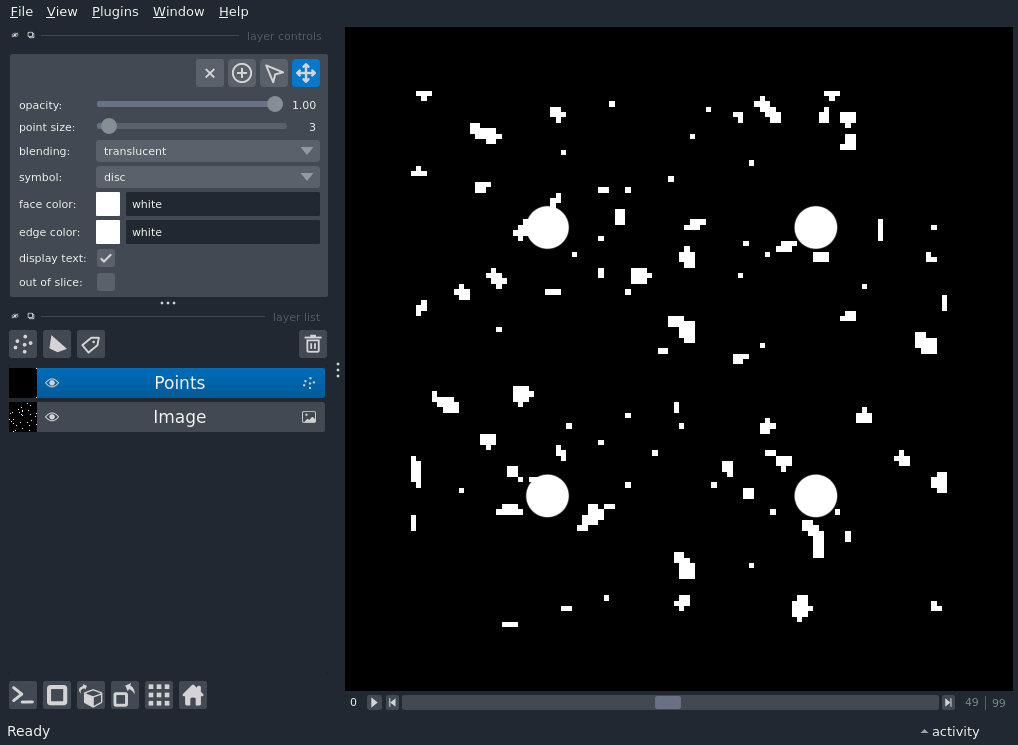 File View Plugins Window Help
layer controls
opacity: 1.00
point size: 3
blending: translucent
symbol: disc
face color: white
edge color: white
display text:
out of slice:
layer list
Points
Image
0 49 | 99
Ready activity